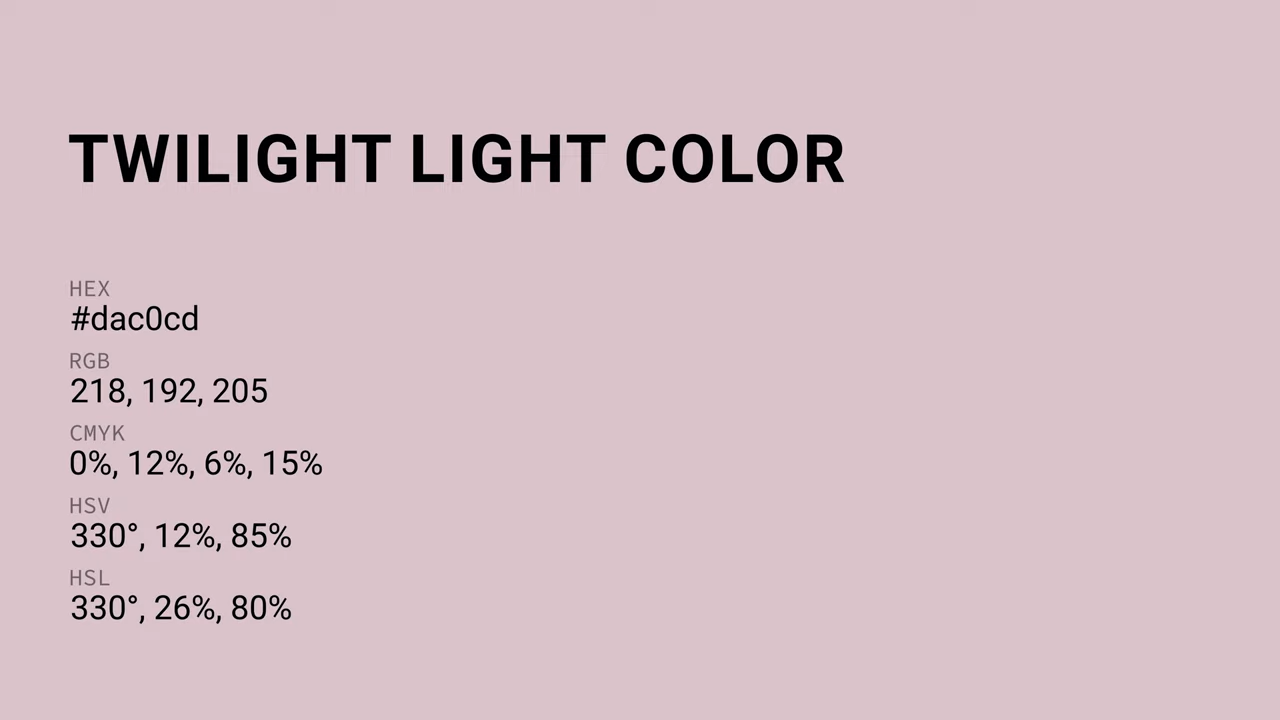 TWILIGHT LIGHT COLOR
HEX
#dac0cd
RGB
218, 192, 205
CMYK
0%, 12%, 6%, 15%
HSV
330°, 12%, 85%
HSL
330°, 26%, 80%